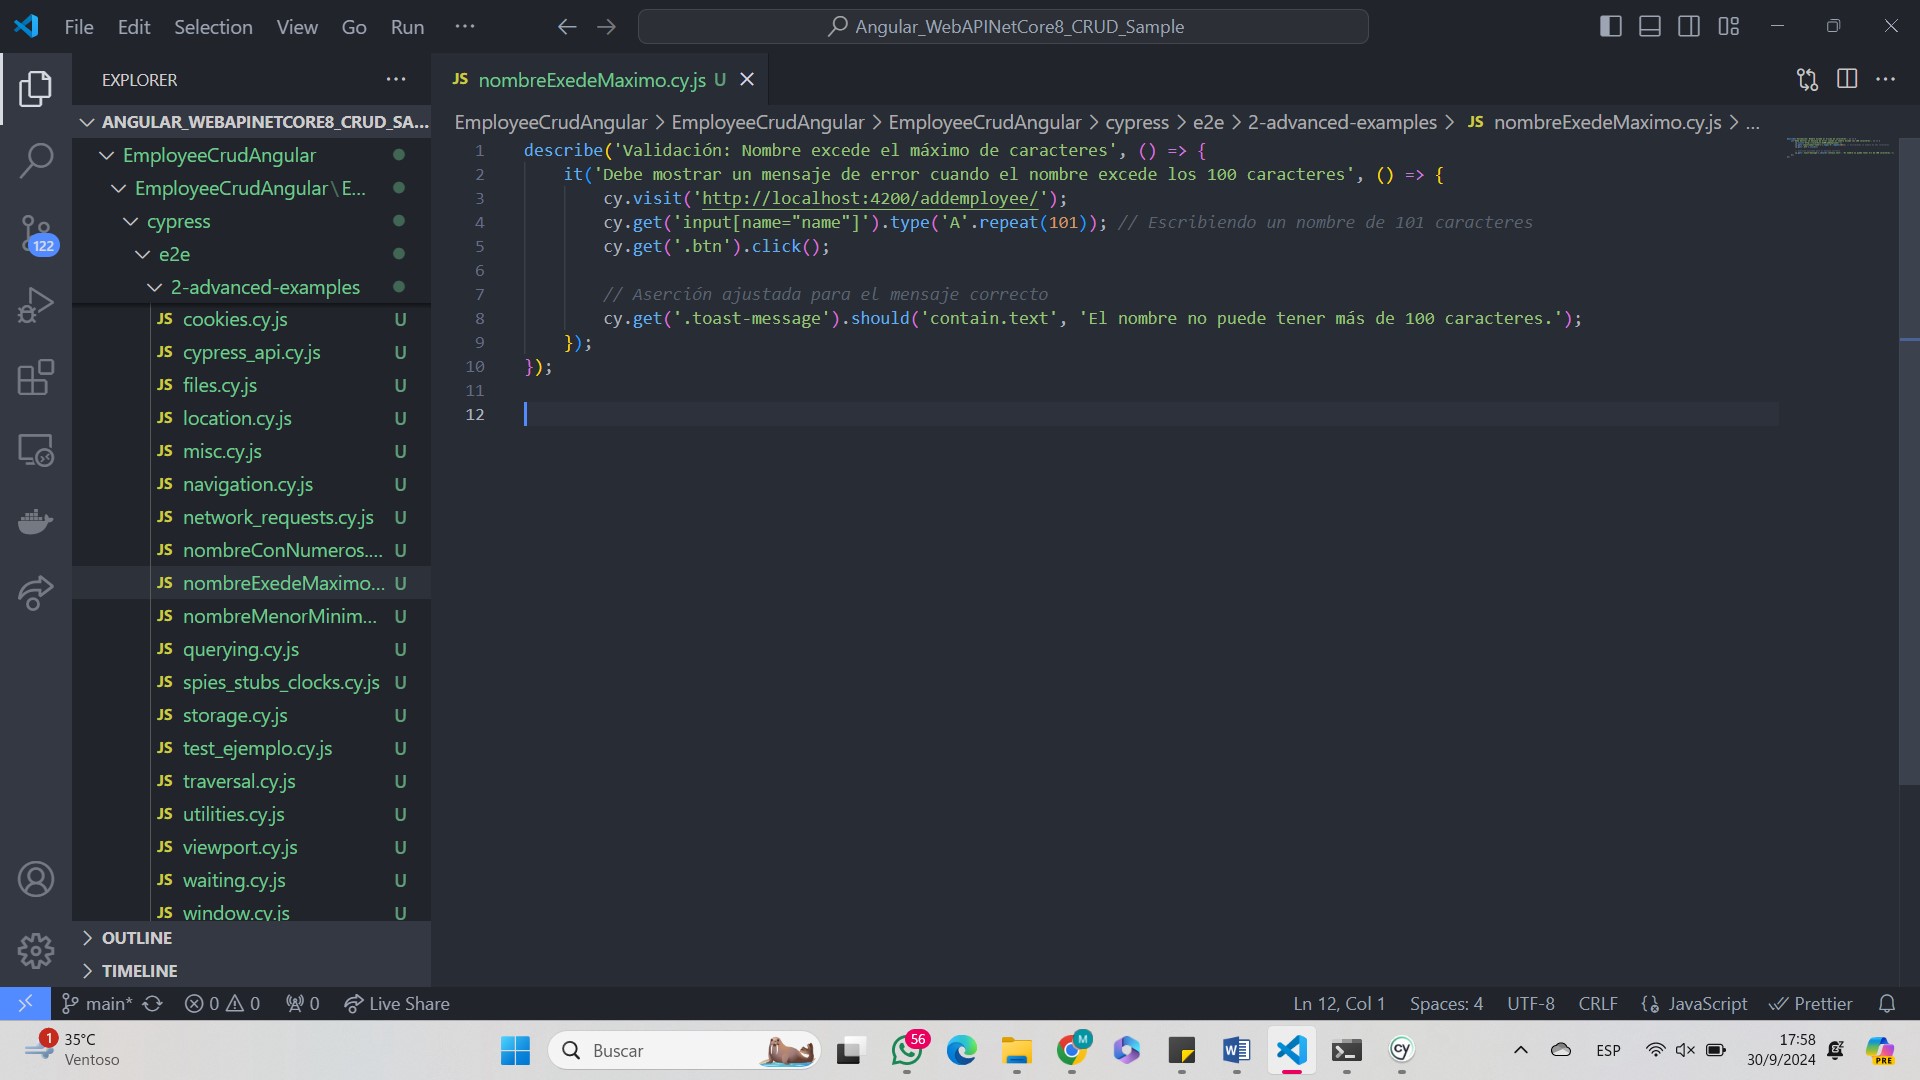 File Edit Selection View Go Run ···
Angular_WebAPINetCore8_CRUD_Sample
EXPLORER
JS nombreExedeMaximo.cy.js U
ANGULAR_WEBAPINETCORE8_CRUD_SA...
EmployeeCrudAngular > EmployeeCrudAngular > EmployeeCrudAngular > cypress > e2e > 2-advanced-examples > JS nombreExedeMaximo.cy.js > ...
EmployeeCrudAngular
EmployeeCrudAngular\E...
cypress
e2e
2-advanced-examples
JS cookies.cy.js U
JS cypress_api.cy.js U
JS files.cy.js U
JS location.cy.js U
JS misc.cy.js U
JS navigation.cy.js U
JS network_requests.cy.js U
JS nombreConNumeros.... U
JS nombreExedeMaximo... U
JS nombreMenorMinim... U
JS querying.cy.js U
JS spies_stubs_clocks.cy.js U
JS storage.cy.js U
JS test_ejemplo.cy.js U
JS traversal.cy.js U
JS utilities.cy.js U
JS viewport.cy.js U
JS waiting.cy.js U
JS window.cy.js U
OUTLINE
TIMELINE
122
1 describe('Validación: Nombre excede el máximo de caracteres', () => {
2 it('Debe mostrar un mensaje de error cuando el nombre excede los 100 caracteres', () => {
3 cy.visit('http://localhost:4200/addemployee/');
4 cy.get('input[name="name"]').type('A'.repeat(101)); // Escribiendo un nombre de 101 caracteres
5 cy.get('.btn').click();
6
7 // Aserción ajustada para el mensaje correcto
8 cy.get('.toast-message').should('contain.text', 'El nombre no puede tener más de 100 caracteres.');
9 });
10 });
11
12
main* 0 0 0 Live Share
Ln 12, Col 1 Spaces: 4 UTF-8 CRLF JavaScript Prettier
1 35°C
Ventoso
Buscar
56
M
cy
ESP
17:58
30/9/2024
PRE